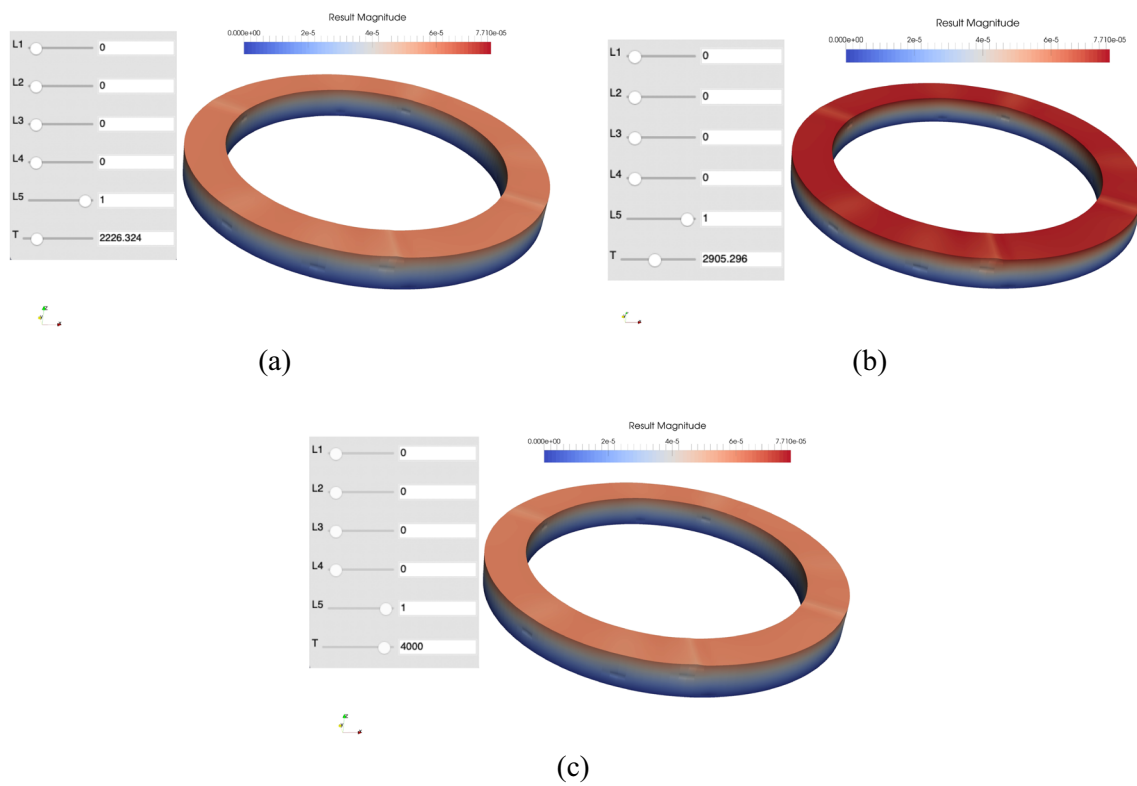 Result Magnitude
0.000e+00 2e-5 4e-5 6e-5 7.710e-05
L1 0
L2 0
L3 0
L4 0
L5 1
T 2226.324
(a)
Result Magnitude
0.000e+00 2e-5 4e-5 6e-5 7.710e-05
L1 0
L2 0
L3 0
L4 0
L5 1
T 2905.296
(b)
Result Magnitude
0.000e+00 2e-5 4e-5 6e-5 7.710e-05
L1 0
L2 0
L3 0
L4 0
L5 1
T 4000
(c)